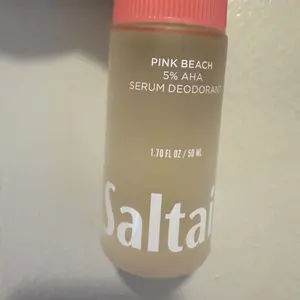 PINK BEACH
5% AHA
SERUM DEODORANT
1.70 FL OZ / 50 ML
Saltai